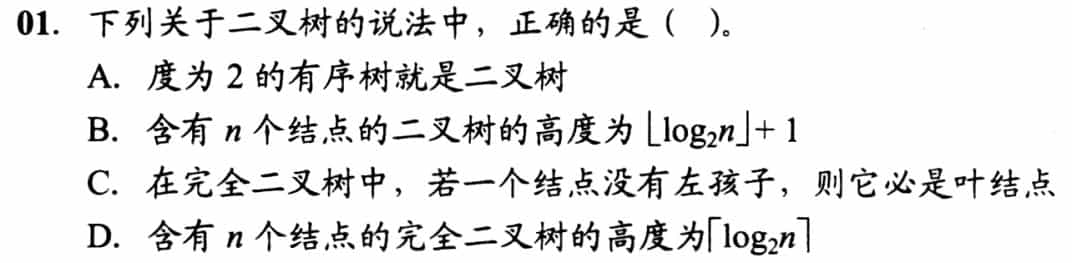 01. 下列关于二叉树的说法中，正确的是（ ）。
A. 度为 2 的有序树就是二叉树
B. 含有 n 个结点的二叉树的高度为 ⌊log₂n⌋+ 1
C. 在完全二叉树中，若一个结点没有左孩子，则它必是叶结点
D. 含有 n 个结点的完全二叉树的高度为⌈log₂n⌉